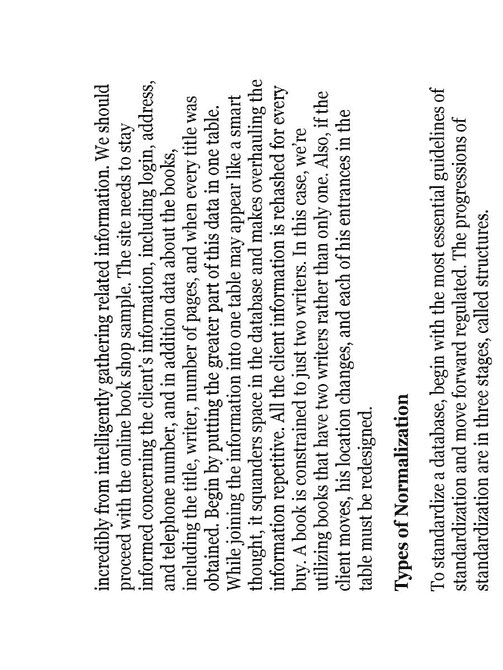 incredibly from intelligently gathering related information. We should
proceed with the online book shop sample. The site needs to stay
informed concerning the client's information, including login, address,
and telephone number, and in addition data about the books,
including the title, writer, number of pages, and when every title was
obtained. Begin by putting the greater part of this data in one table.
While joining the information into one table may appear like a smart
thought, it squanders space in the database and makes overhauling the
information repetitive. All the client information is rehashed for every
buy. A book is constrained to just two writers. In this case, we're
utilizing books that have two writers rather than only one. Also, if the
client moves, his location changes, and each of his entrances in the
table must be redesigned.
Types of Normalization
To standardize a database, begin with the most essential guidelines of
standardization and move forward regulated. The progressions of
standardization are in three stages, called structures.